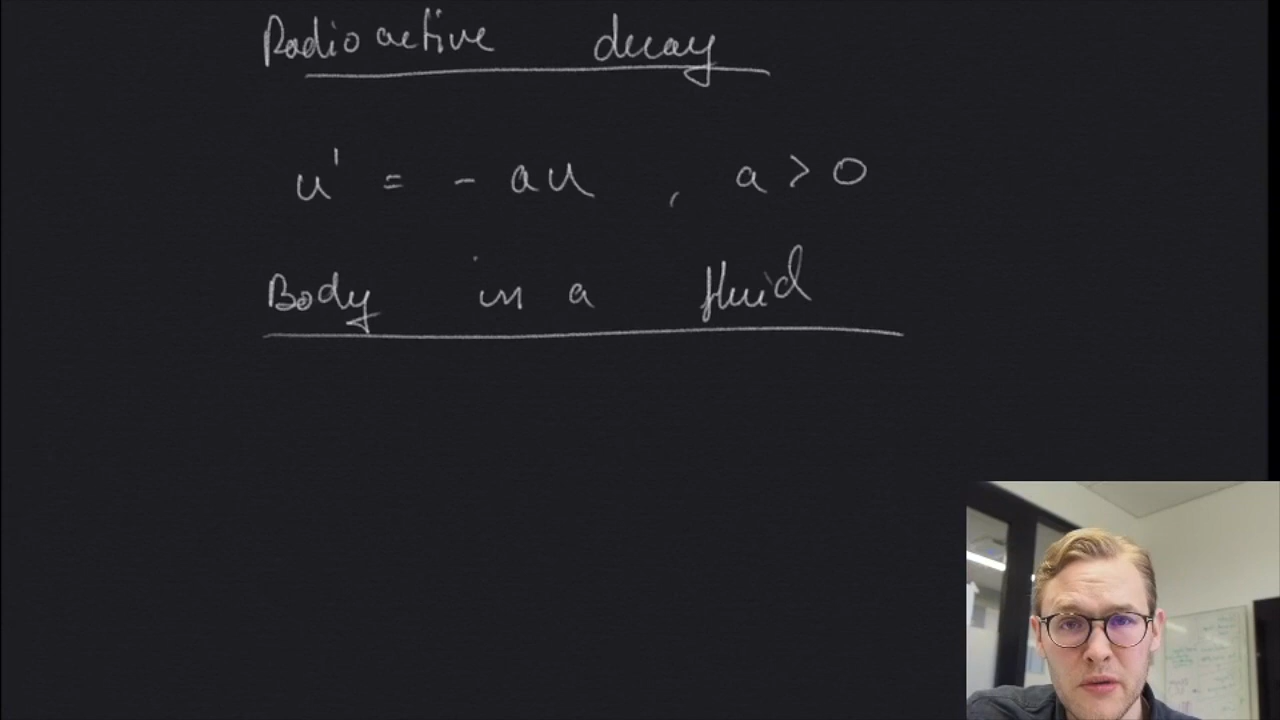 Radioactive decay
u' = - au , a > 0
Body in a fluid